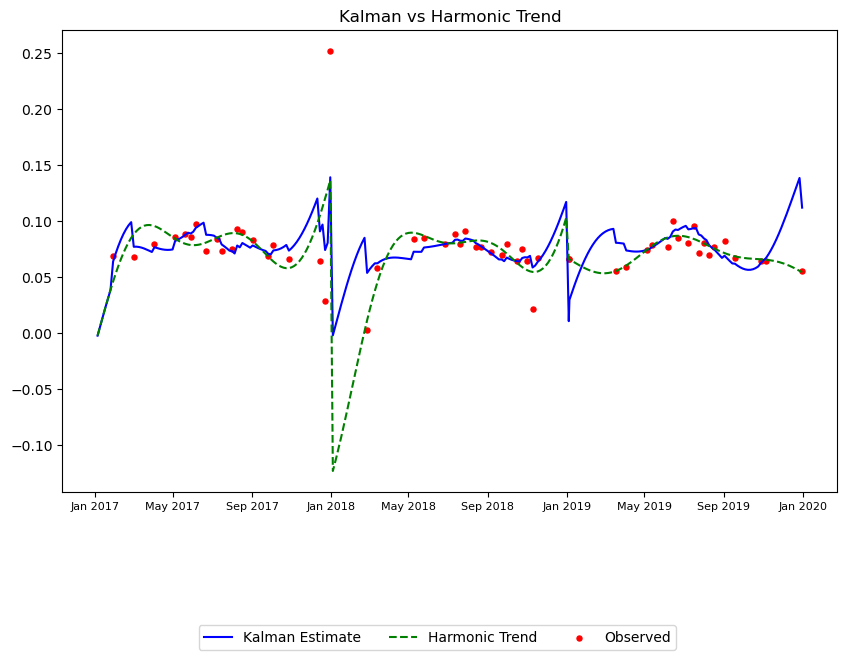 Kalman vs Harmonic Trend
0.25
0.20
0.15
0.10
0.05
0.00
−0.05
−0.10
Jan 2017 May 2017 Sep 2017 Jan 2018 May 2018 Sep 2018 Jan 2019 May 2019 Sep 2019 Jan 2020
Kalman Estimate Harmonic Trend Observed